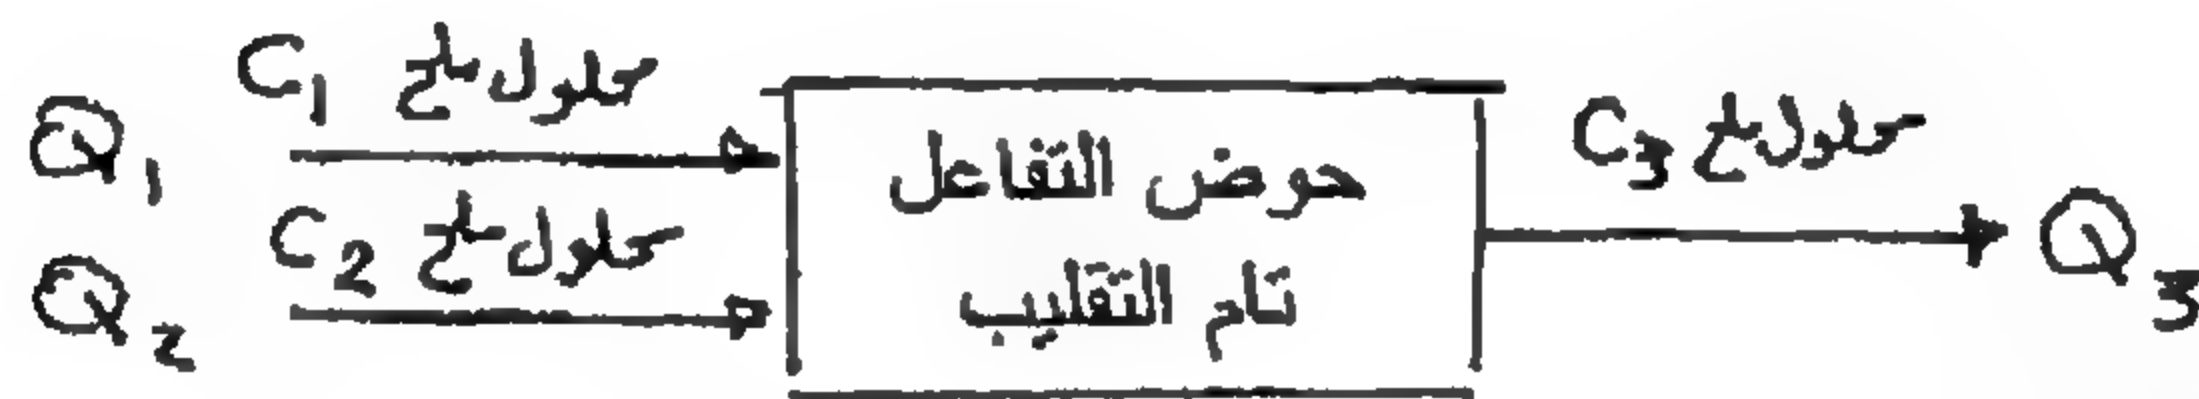 Q1 محلول ملح C1
Q2 محلول ملح C2
حوض التفاعل
تام التقليب
محلول ملح C3
Q3